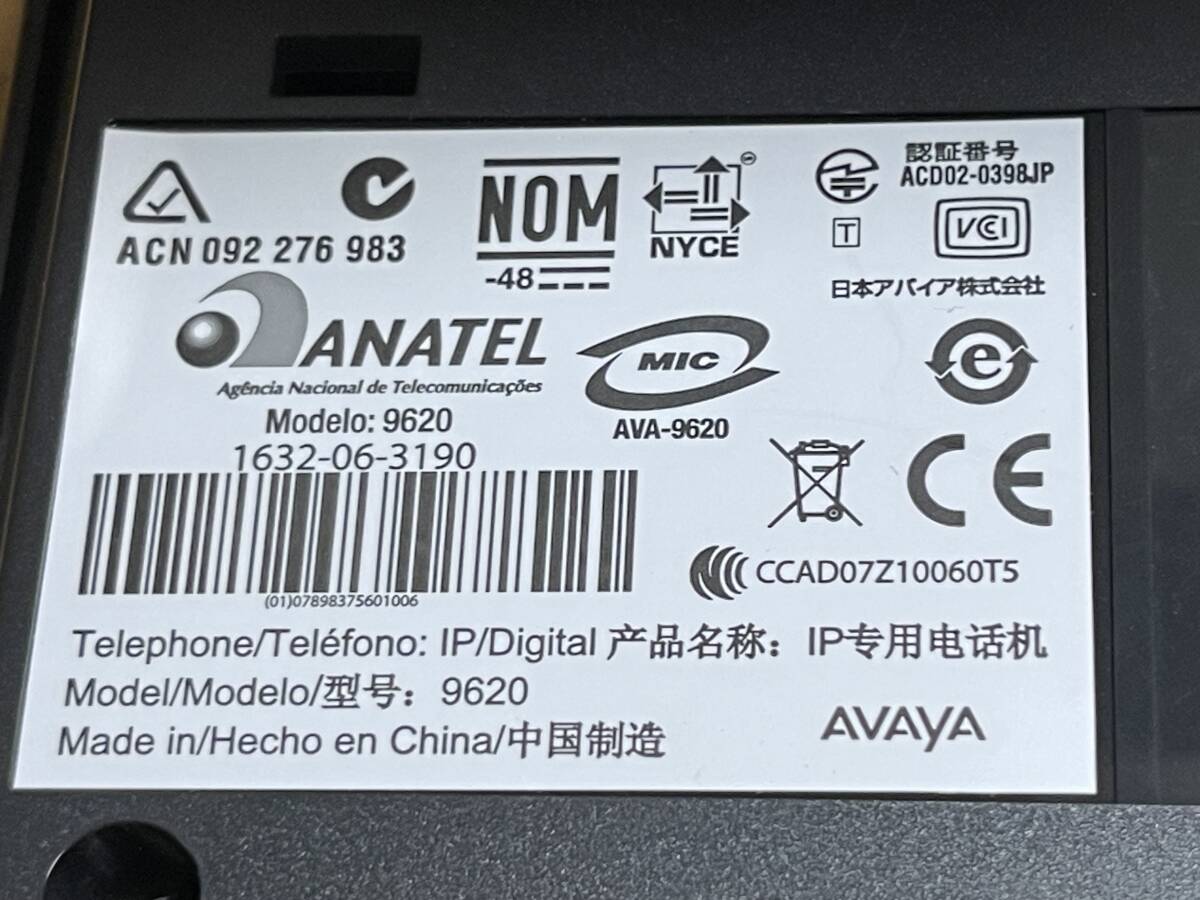 ACN 092 276 983
NOM
-48
NYCE
認証番号
ACD02-0398JP
T
VCCI
日本アバイア株式会社
ANATEL
Agência Nacional de Telecomunicações
Modelo: 9620
1632-06-3190
(01)07898375601006
MIC
AVA-9620
e
CE
CCAD07Z10060T5
Telephone/Teléfono: IP/Digital 产品名称：IP专用电话机
Model/Modelo/型号：9620
Made in/Hecho en China/中国制造
AVAYA